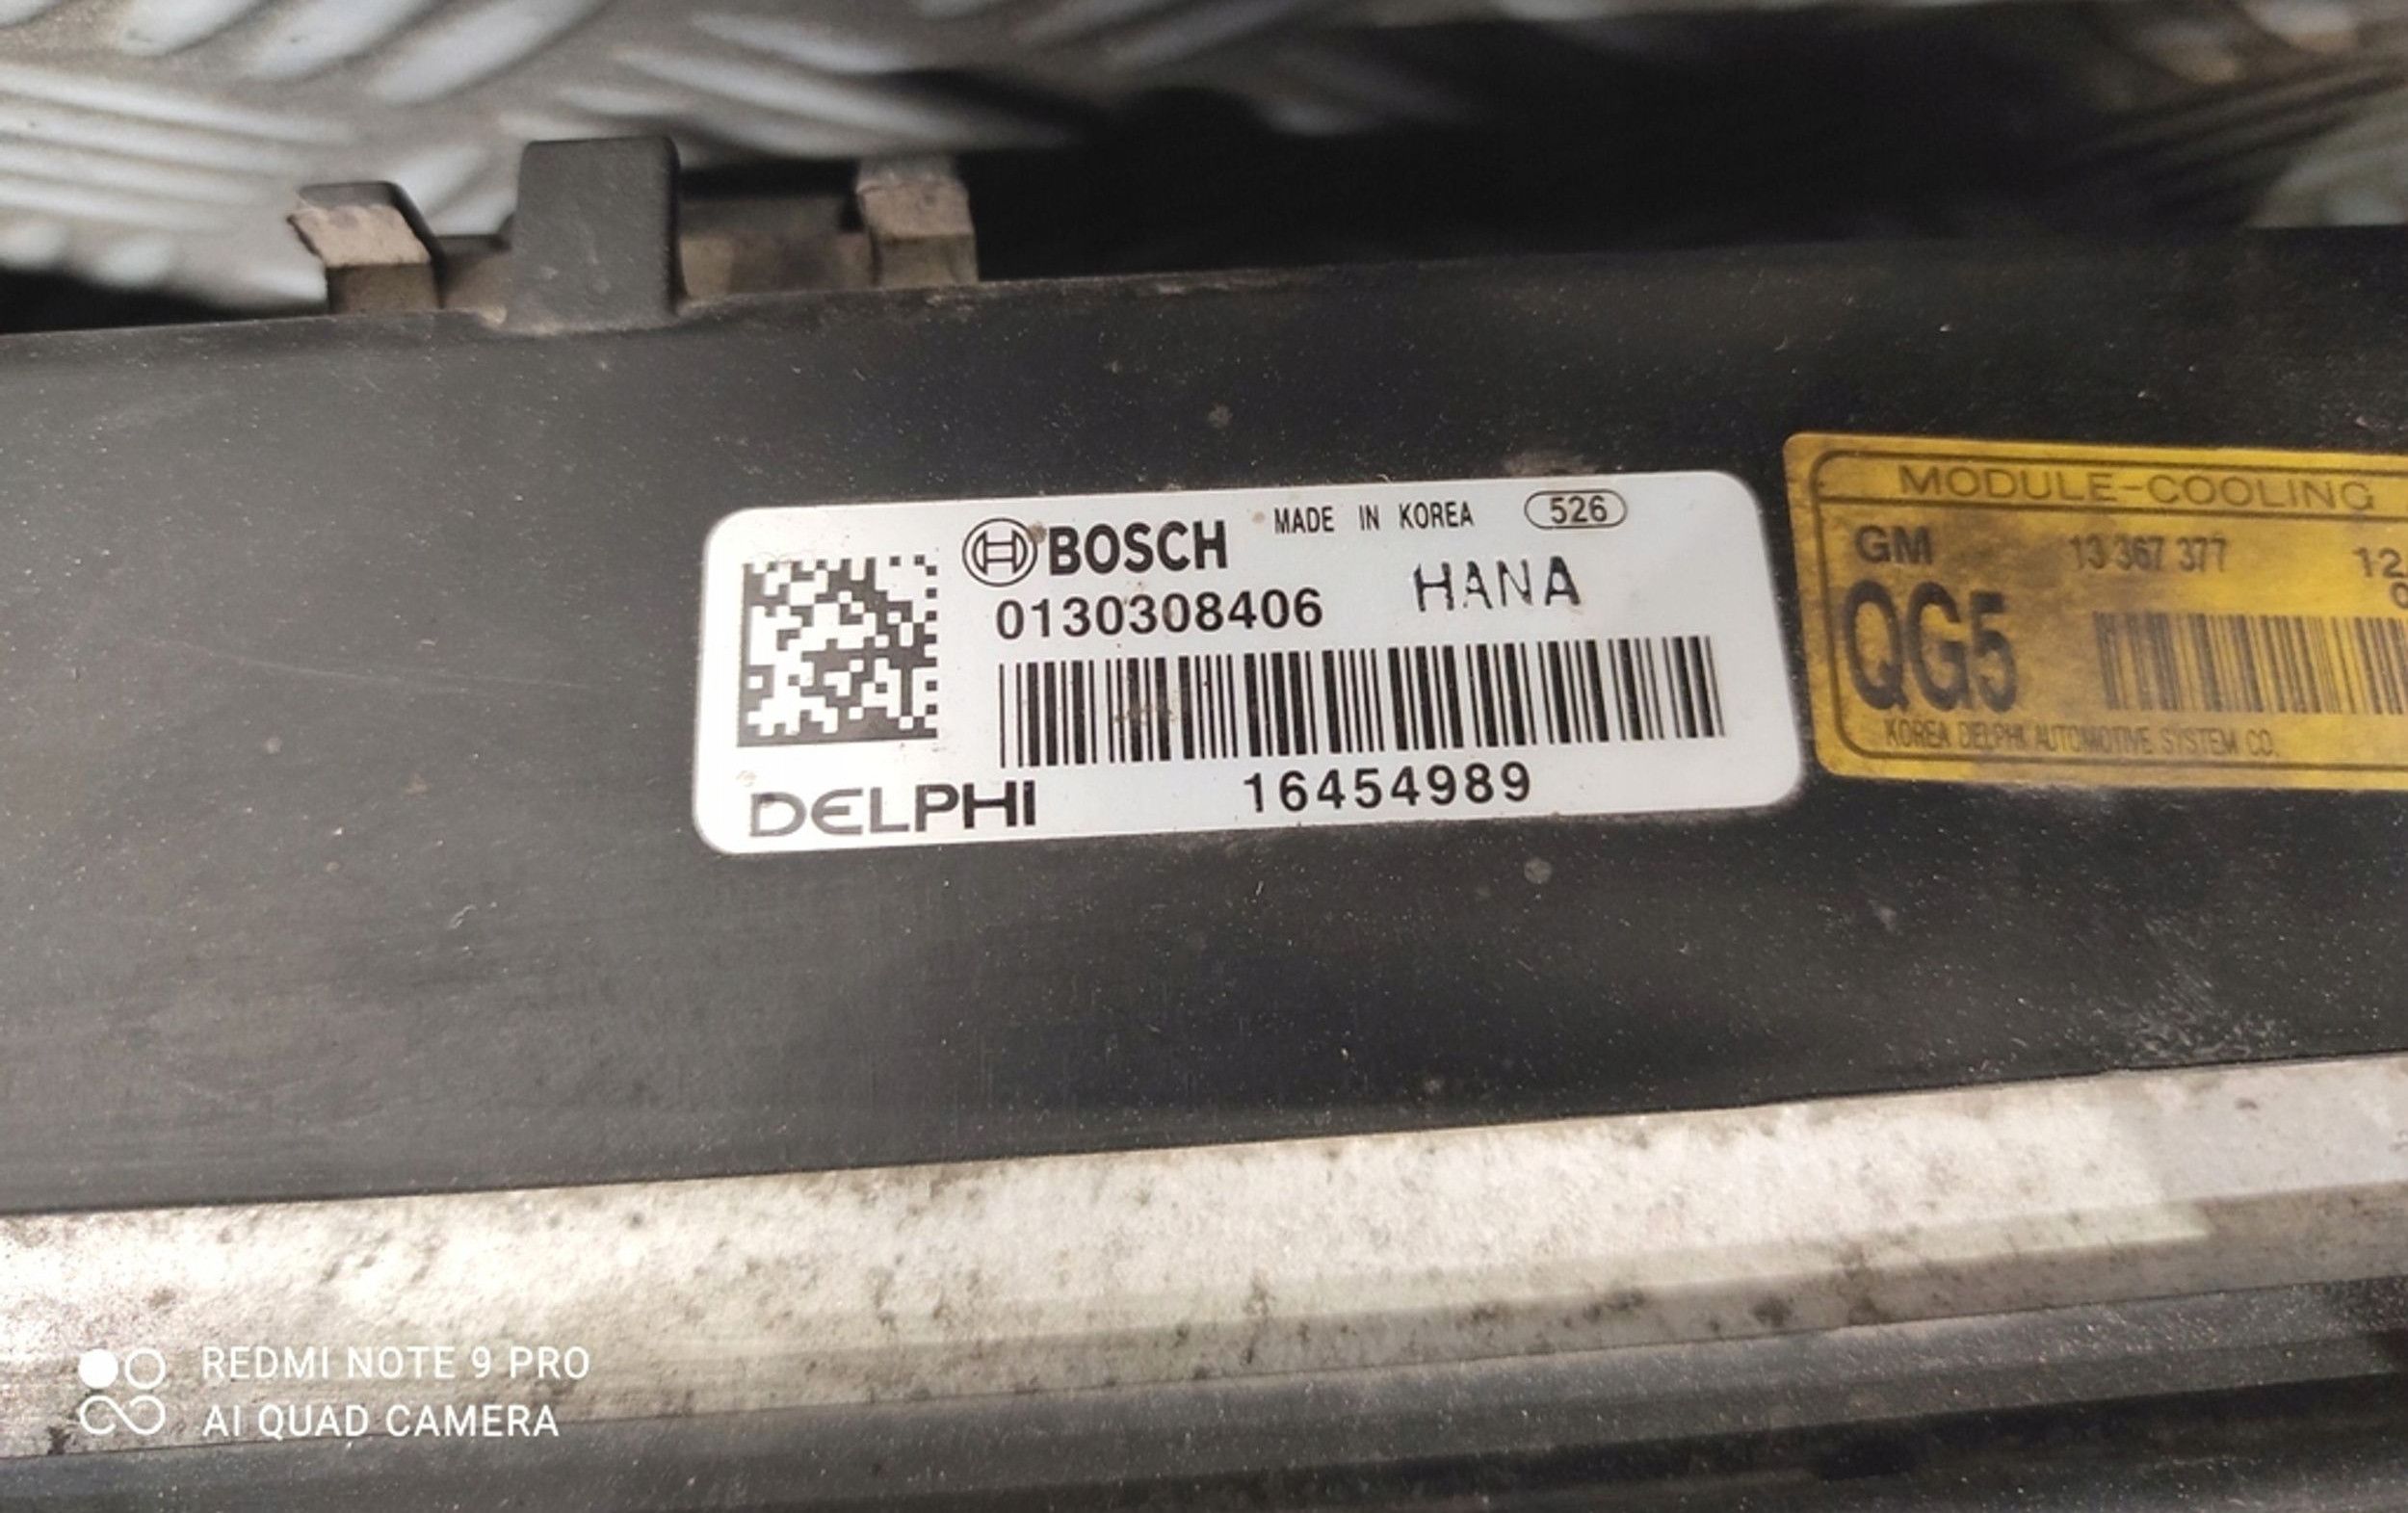 BOSCH MADE IN KOREA 526
0130308406 HANA
DELPHI 16454989
MODULE-COOLING
GM 13 367 377
QG5
KOREA DELPHI AUTOMOTIVE SYSTEM CO.
REDMI NOTE 9 PRO
AI QUAD CAMERA